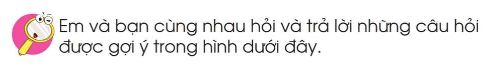 Em và bạn cùng nhau hỏi và trả lời những câu hỏi
được gợi ý trong hình dưới đây.